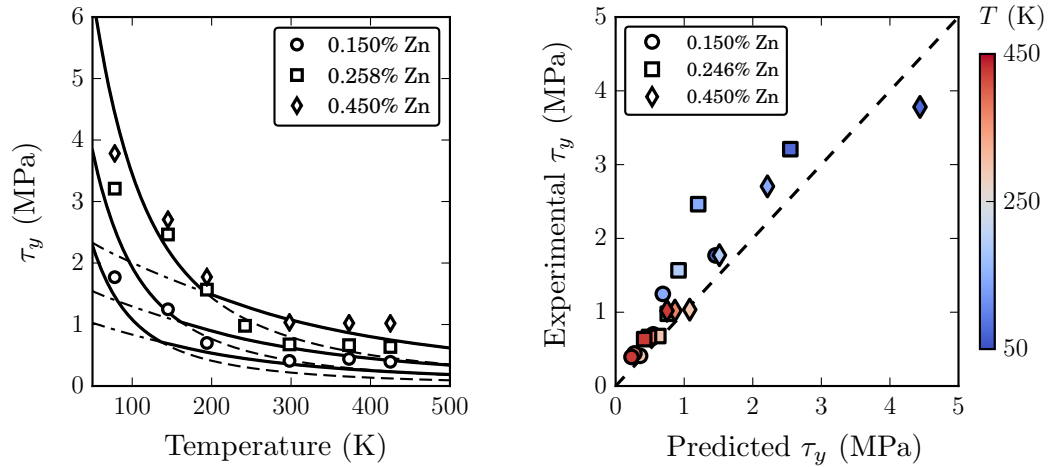 6
5
4
3
2
1
0
τy (MPa)
100
200
300
400
500
Temperature (K)
0.150% Zn
0.258% Zn
0.450% Zn
5
4
3
2
1
0
Experimental τy (MPa)
0
1
2
3
4
5
Predicted τy (MPa)
0.150% Zn
0.246% Zn
0.450% Zn
T (K)
450
250
50